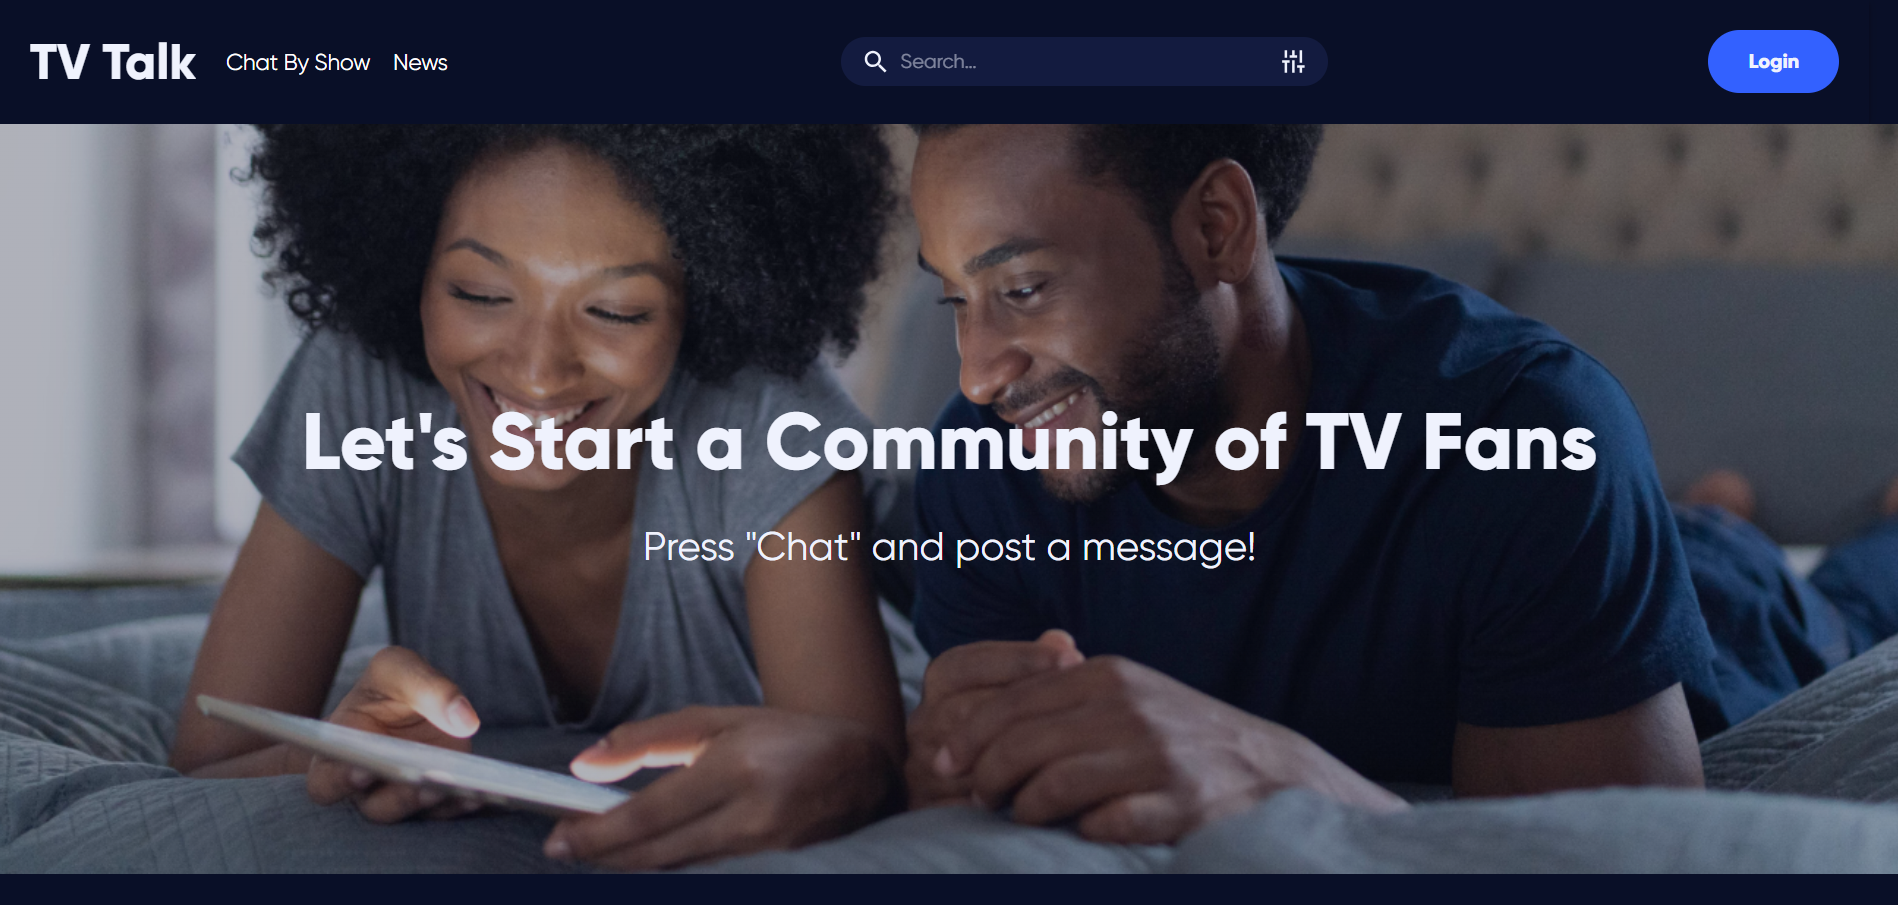 TV Talk
Chat By Show
News
Search...
Login
Let's Start a Community of TV Fans
Press "Chat" and post a message!